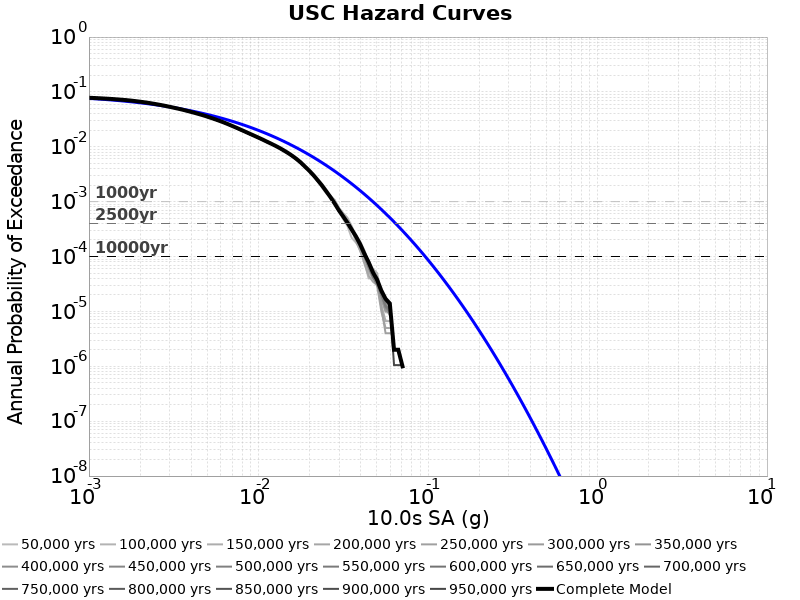 USC Hazard Curves
Annual Probability of Exceedance
10^0
10^-1
10^-2
10^-3
10^-4
10^-5
10^-6
10^-7
10^-8
1000yr
2500yr
10000yr
10^-3 10^-2 10^-1 10^0 10^1
10.0s SA (g)
50,000 yrs 100,000 yrs 150,000 yrs 200,000 yrs 250,000 yrs 300,000 yrs 350,000 yrs
400,000 yrs 450,000 yrs 500,000 yrs 550,000 yrs 600,000 yrs 650,000 yrs 700,000 yrs
750,000 yrs 800,000 yrs 850,000 yrs 900,000 yrs 950,000 yrs Complete Model